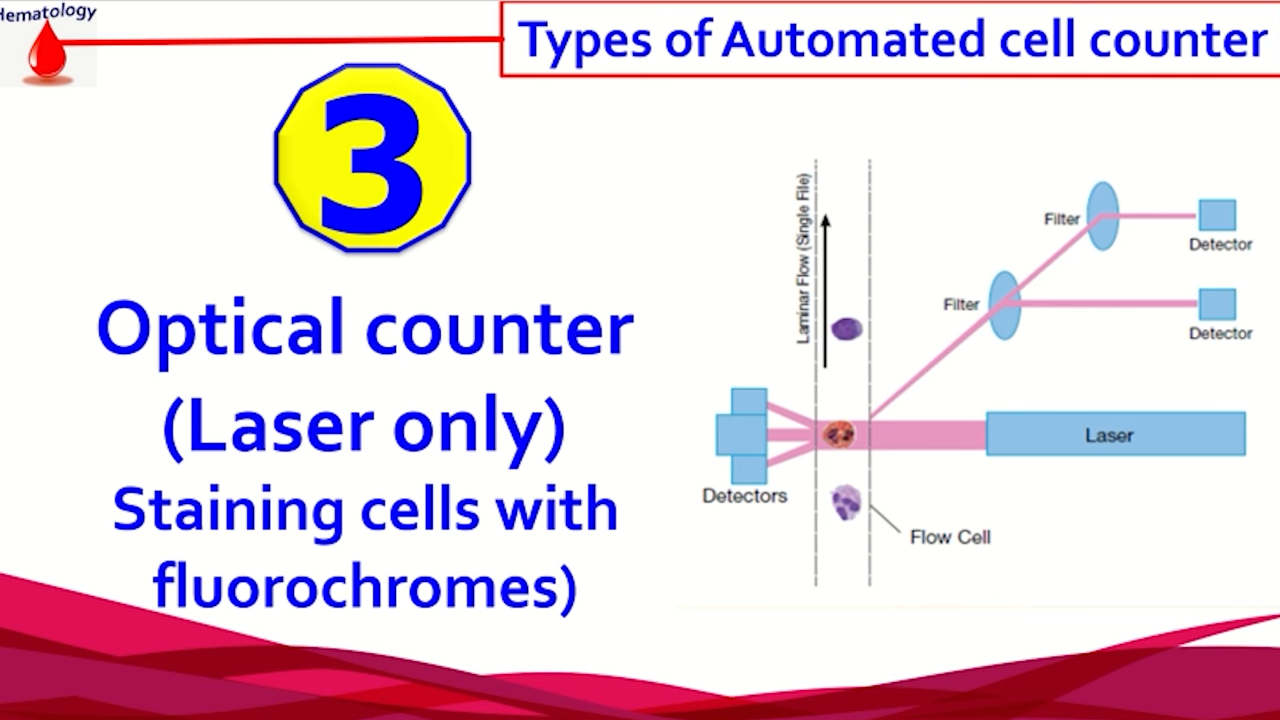 Hematology
Types of Automated cell counter
3
Optical counter
(Laser only)
Staining cells with
fluorochromes)
Laminar Flow (Single File)
Filter
Detector
Filter
Detector
Laser
Detectors
Flow Cell